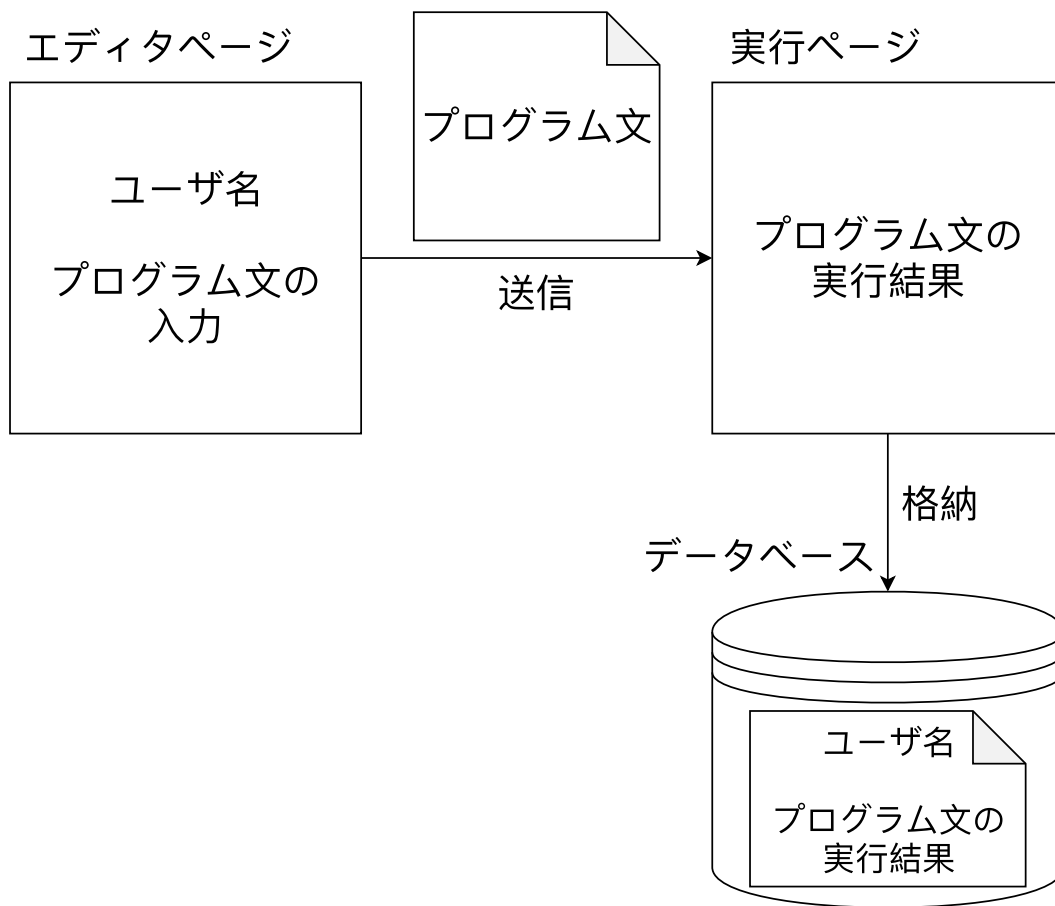 エディタページ
ユーザ名
プログラム文の
入力
プログラム文
送信
実行ページ
プログラム文の
実行結果
格納
データベース
ユーザ名
プログラム文の
実行結果